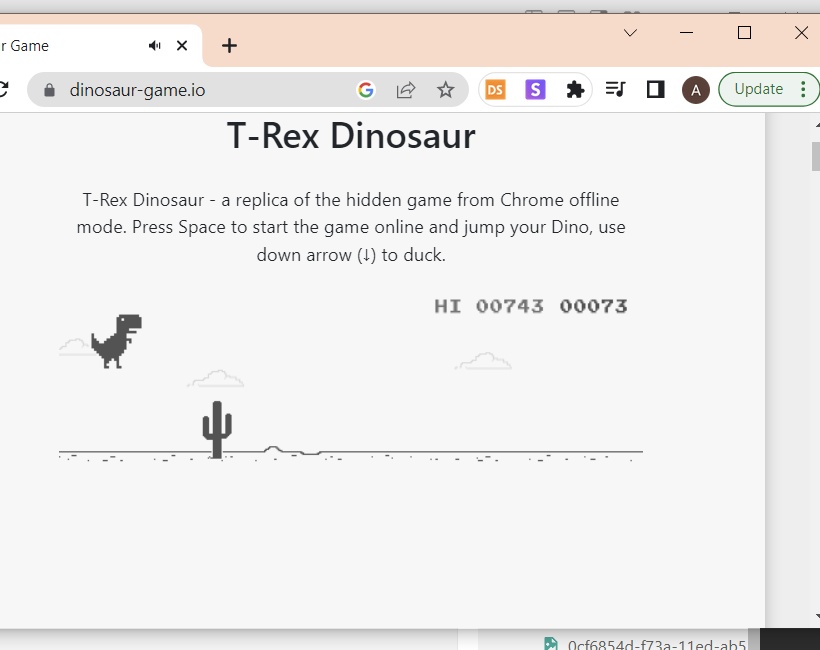 r Game
dinosaur-game.io
DS
S
A
Update
T-Rex Dinosaur
T-Rex Dinosaur - a replica of the hidden game from Chrome offline
mode. Press Space to start the game online and jump your Dino, use
down arrow (↓) to duck.
HI 00743 00073
0cf6854d-f73a-11ed-ab5